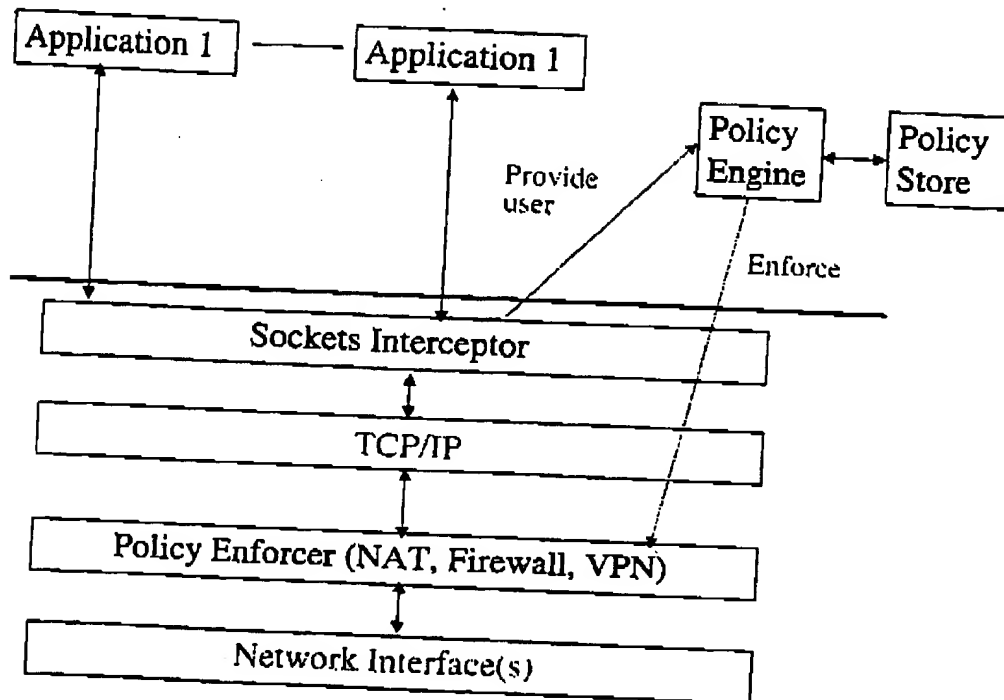 Application 1
Application 1
Policy
Engine
Policy
Store
Provide
user
Enforce
Sockets Interceptor
TCP/IP
Policy Enforcer (NAT, Firewall, VPN)
Network Interface(s)